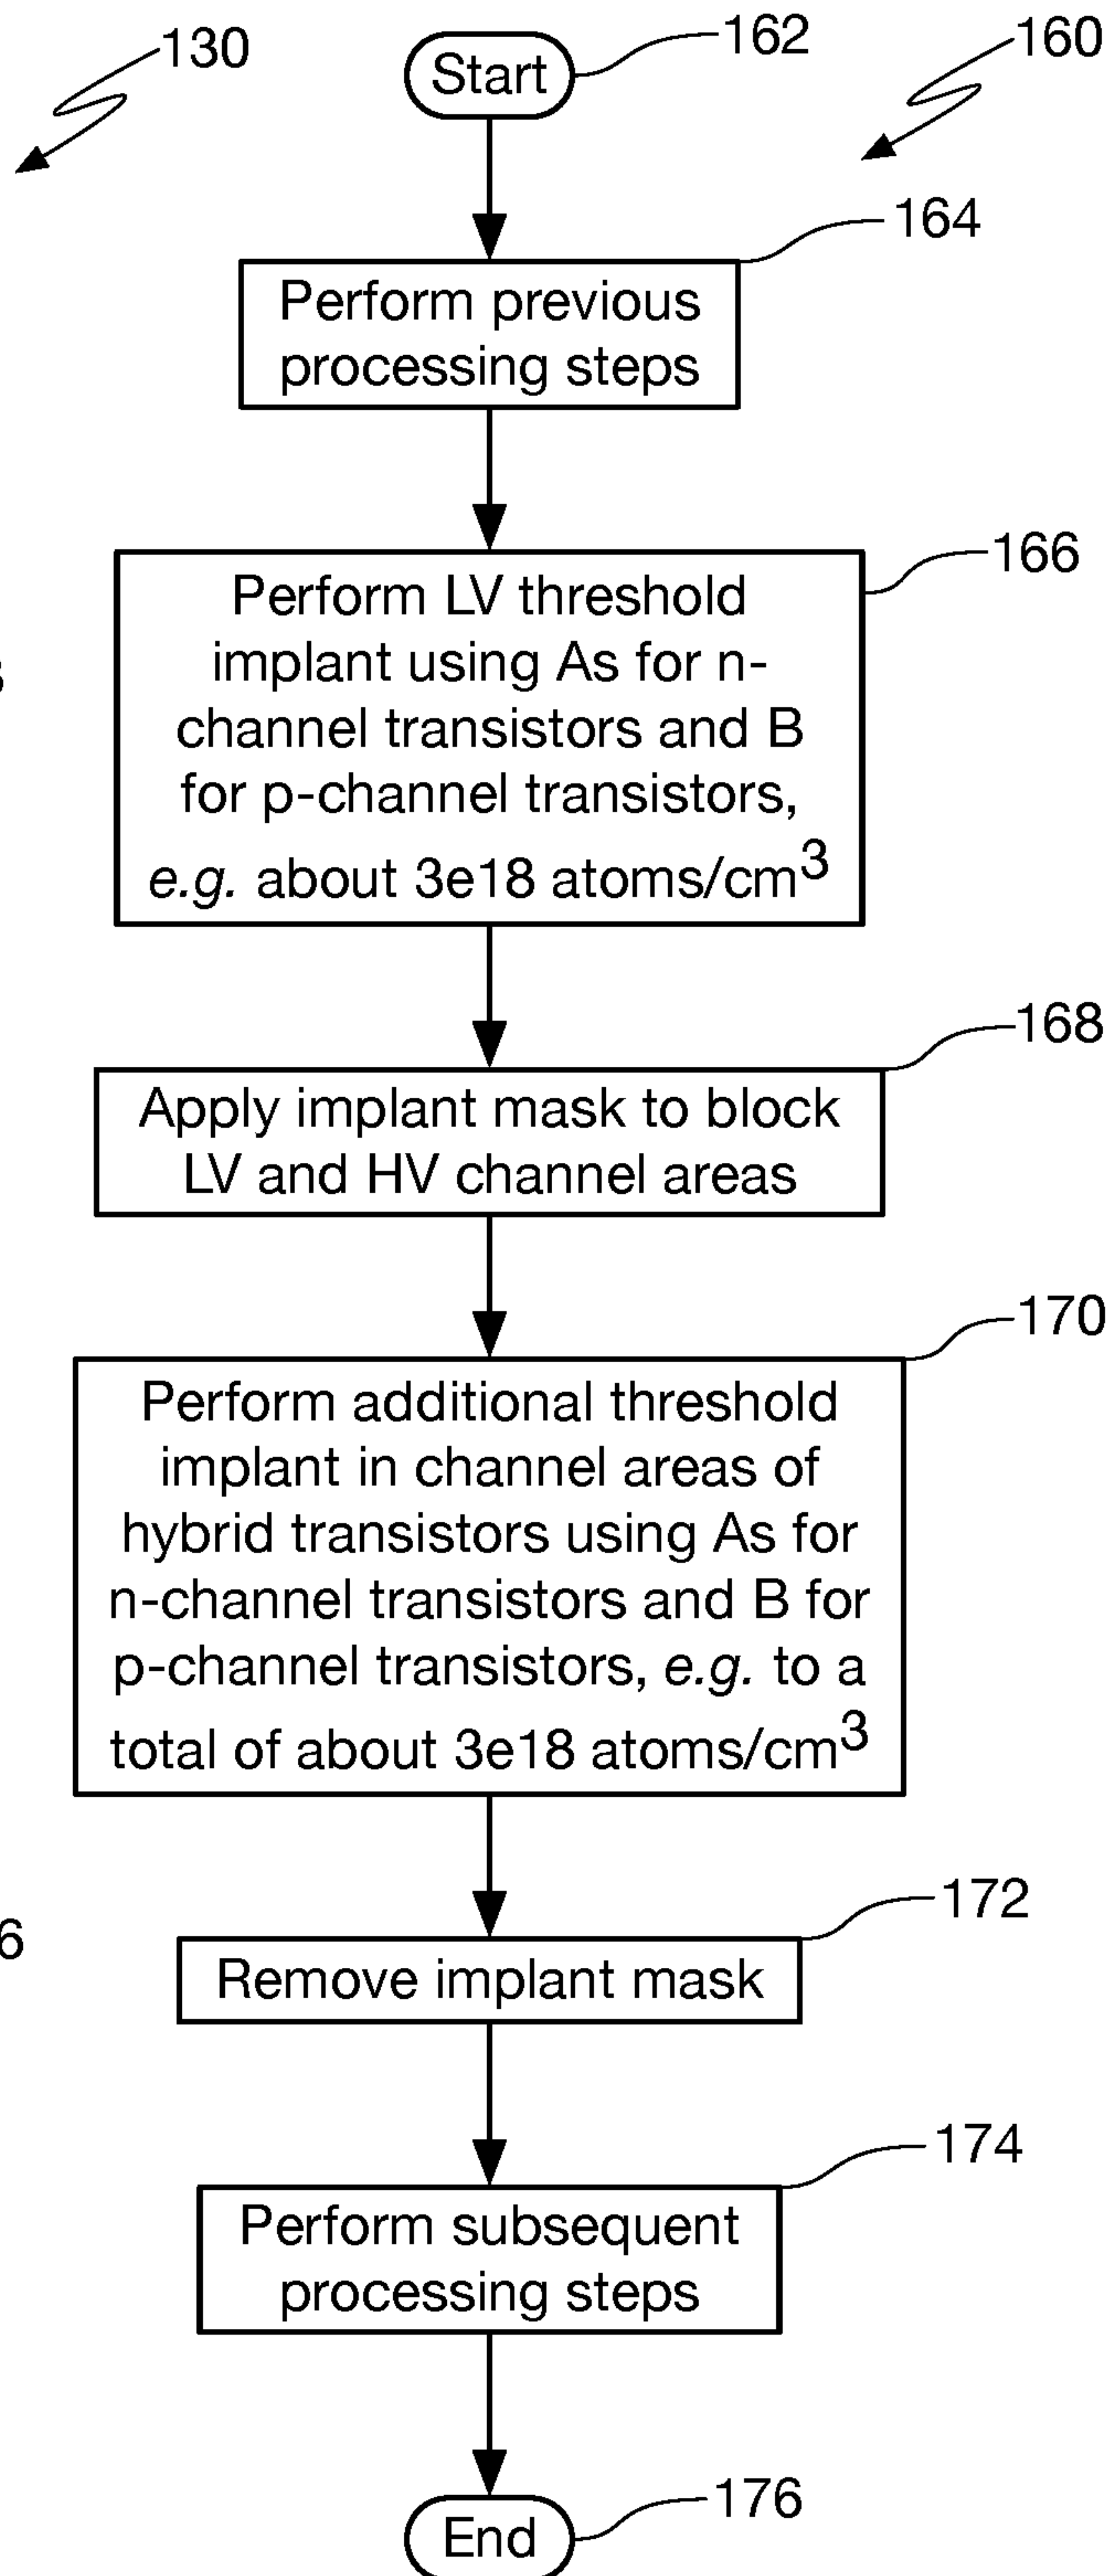 130
Start
162
160
164
Perform previous
processing steps
166
Perform LV threshold
implant using As for n-
channel transistors and B
for p-channel transistors,
e.g. about 3e18 atoms/cm³
168
Apply implant mask to block
LV and HV channel areas
170
Perform additional threshold
implant in channel areas of
hybrid transistors using As for
n-channel transistors and B for
p-channel transistors, e.g. to a
total of about 3e18 atoms/cm³
172
6
Remove implant mask
174
Perform subsequent
processing steps
176
End